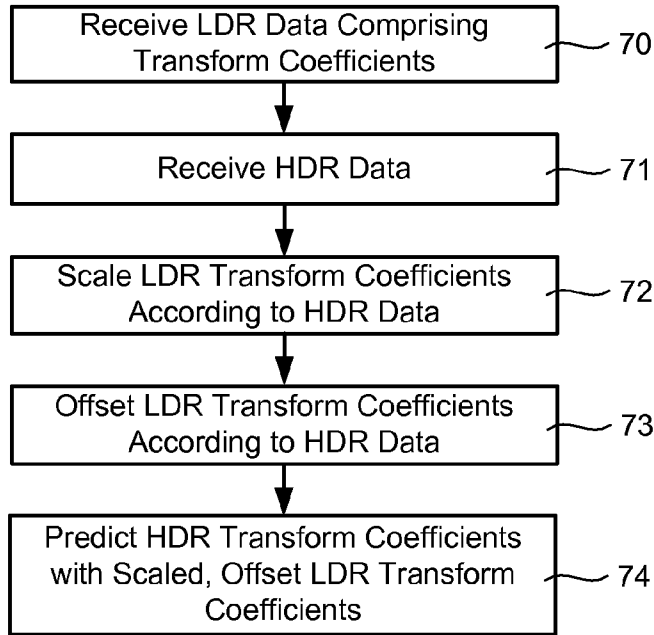 Receive LDR Data Comprising
Transform Coefficients
70
Receive HDR Data
71
Scale LDR Transform Coefficients
According to HDR Data
72
Offset LDR Transform Coefficients
According to HDR Data
73
Predict HDR Transform Coefficients
with Scaled, Offset LDR Transform
Coefficients
74